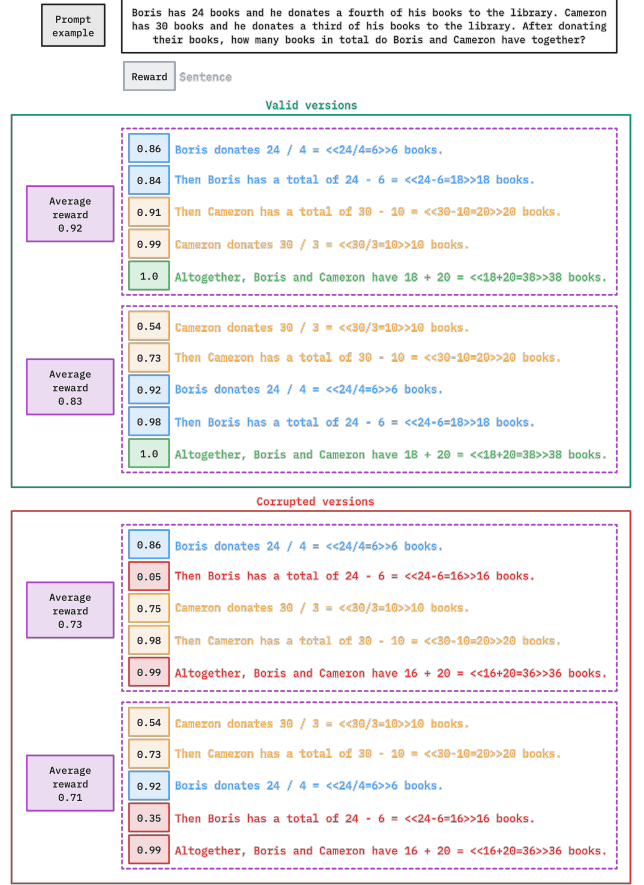 Prompt
example
Boris has 24 books and he donates a fourth of his books to the library. Cameron
has 30 books and he donates a third of his books to the library. After donating
their books, how many books in total do Boris and Cameron have together?
Reward Sentence
Valid versions
Average
reward
0.92
0.86 Boris donates 24 / 4 = <<24/4=6>>6 books.
0.84 Then Boris has a total of 24 - 6 = <<24-6=18>>18 books.
0.91 Then Cameron has a total of 30 - 10 = <<30-10=20>>20 books.
0.99 Cameron donates 30 / 3 = <<30/3=10>>10 books.
1.0 Altogether, Boris and Cameron have 18 + 20 = <<18+20=38>>38 books.
Average
reward
0.83
0.54 Cameron donates 30 / 3 = <<30/3=10>>10 books.
0.73 Then Cameron has a total of 30 - 10 = <<30-10=20>>20 books.
0.92 Boris donates 24 / 4 = <<24/4=6>>6 books.
0.98 Then Boris has a total of 24 - 6 = <<24-6=18>>18 books.
1.0 Altogether, Boris and Cameron have 18 + 20 = <<18+20=38>>38 books.
Corrupted versions
Average
reward
0.73
0.86 Boris donates 24 / 4 = <<24/4=6>>6 books.
0.05 Then Boris has a total of 24 - 6 = <<24-6=16>>16 books.
0.75 Cameron donates 30 / 3 = <<30/3=10>>10 books.
0.98 Then Cameron has a total of 30 - 10 = <<30-10=20>>20 books.
0.99 Altogether, Boris and Cameron have 16 + 20 = <<16+20=36>>36 books.
Average
reward
0.71
0.54 Cameron donates 30 / 3 = <<30/3=10>>10 books.
0.73 Then Cameron has a total of 30 - 10 = <<30-10=20>>20 books.
0.92 Boris donates 24 / 4 = <<24/4=6>>6 books.
0.35 Then Boris has a total of 24 - 6 = <<24-6=16>>16 books.
0.99 Altogether, Boris and Cameron have 16 + 20 = <<16+20=36>>36 books.